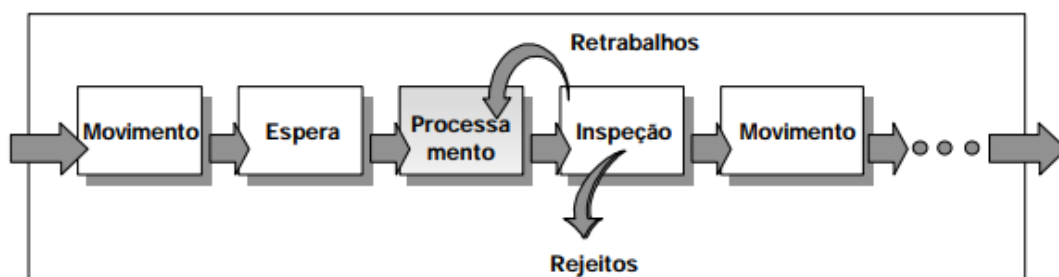 Retrabalhos
Movimento
Espera
Processa
mento
Inspeção
Movimento
Rejeitos